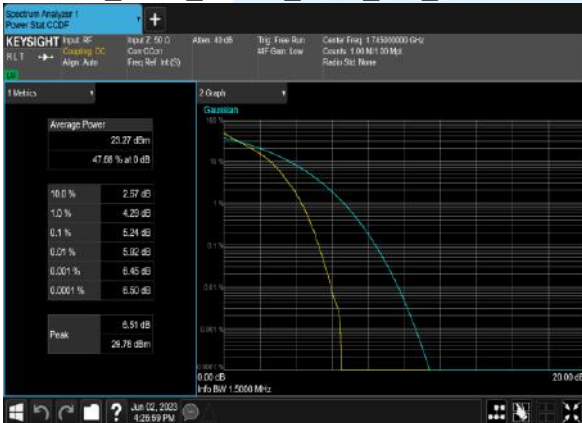 Spectrum Analyzer 1
Power Stat CCDF
KEYSIGHT Input: RF Input Z: 50 Ω Atten: 40 dB Trig: Free Run Center Freq: 1.745000000 GHz
RLT Coupling: DC Corr CCorr IF Gain: Low Counts: 1.00 M/1.00 Mpt
Align: Auto Freq Ref: Int (S) Radio Std: None
1 Metrics 2 Graph
Gaussian
Average Power
23.27 dBm
47.68 % at 0 dB
10.0 % 2.57 dB
1.0 % 4.29 dB
0.1 % 5.24 dB
0.01 % 5.92 dB
0.001 % 6.45 dB
0.0001 % 6.50 dB
Peak 6.51 dB
29.78 dBm
100 %
10 %
1 %
0.1 %
0.01 %
0.001 %
0.0001 %
0.00 dB 20.00 dB
Info BW 1.5000 MHz
Jun 02, 2023
4:26:59 PM